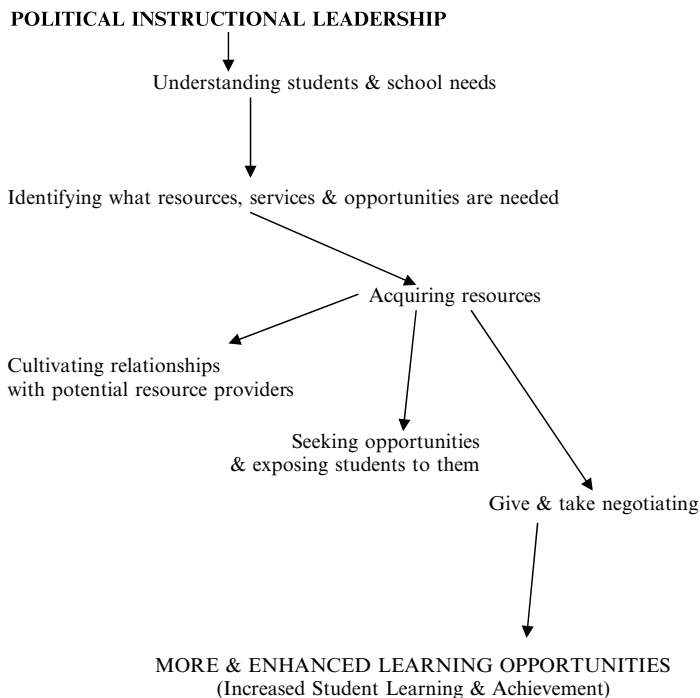 POLITICAL INSTRUCTIONAL LEADERSHIP
Understanding students & school needs
Identifying what resources, services & opportunities are needed
Acquiring resources
Cultivating relationships
with potential resource providers
Seeking opportunities
& exposing students to them
Give & take negotiating
MORE & ENHANCED LEARNING OPPORTUNITIES
(Increased Student Learning & Achievement)